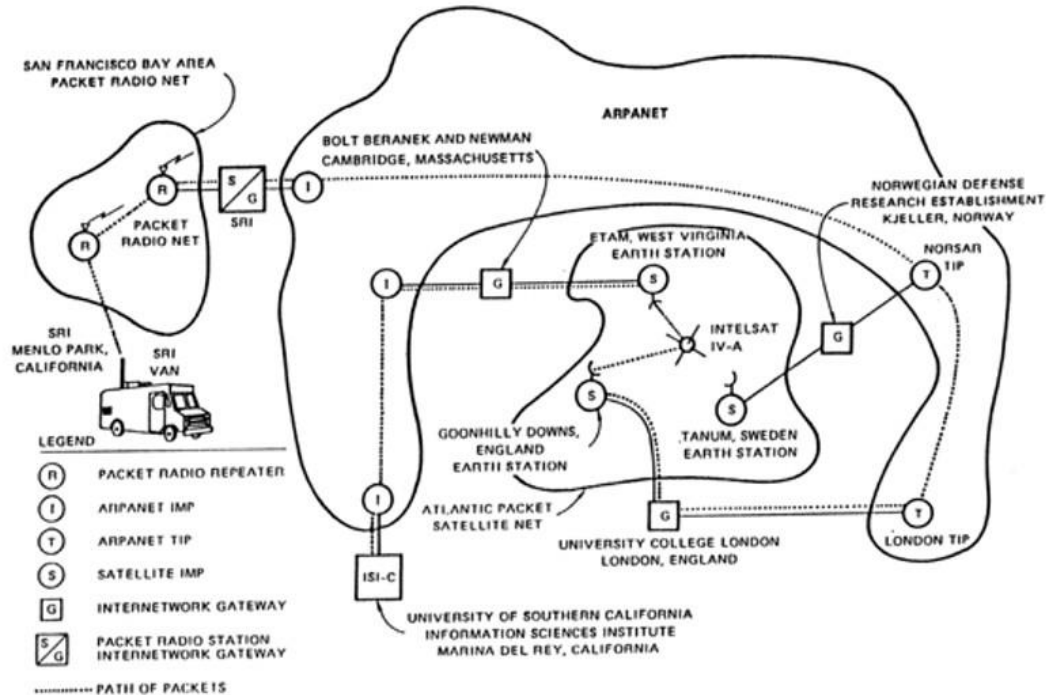 SAN FRANCISCO BAY AREA
PACKET RADIO NET
ARPANET
BOLT BERANEK AND NEWMAN
CAMBRIDGE, MASSACHUSETTS
R
S/G
I
SRI
PACKET
RADIO NET
R
NORWEGIAN DEFENSE
RESEARCH ESTABLISHMENT
KJELLER, NORWAY
NORSAR
TIP
T
ETAM, WEST VIRGINIA
EARTH STATION
I
G
S
INTELSAT
IV-A
G
S
S
SRI
MENLO PARK,
CALIFORNIA
SRI
VAN
GOONHILLY DOWNS,
ENGLAND
EARTH STATION
TANUM, SWEDEN
EARTH STATION
I
ATLANTIC PACKET
SATELLITE NET
G
T
UNIVERSITY COLLEGE LONDON
LONDON, ENGLAND
LONDON TIP
ISI-C
UNIVERSITY OF SOUTHERN CALIFORNIA
INFORMATION SCIENCES INSTITUTE
MARINA DEL REY, CALIFORNIA
LEGEND
R PACKET RADIO REPEATER
I ARPANET IMP
T ARPANET TIP
S SATELLITE IMP
G INTERNETWORK GATEWAY
S/G PACKET RADIO STATION
INTERNETWORK GATEWAY
PATH OF PACKETS